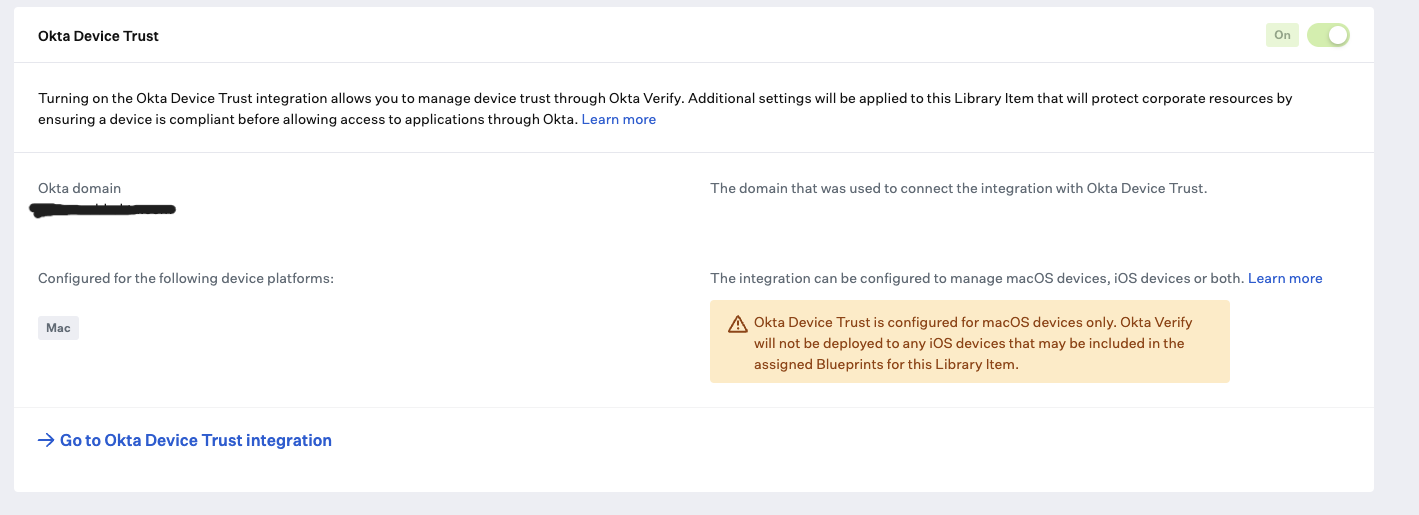 Okta Device Trust
On
Turning on the Okta Device Trust integration allows you to manage device trust through Okta Verify. Additional settings will be applied to this Library Item that will protect corporate resources by
ensuring a device is compliant before allowing access to applications through Okta. Learn more
Okta domain
The domain that was used to connect the integration with Okta Device Trust.
Configured for the following device platforms:
The integration can be configured to manage macOS devices, iOS devices or both. Learn more
Mac
Okta Device Trust is configured for macOS devices only. Okta Verify
will not be deployed to any iOS devices that may be included in the
assigned Blueprints for this Library Item.
Go to Okta Device Trust integration